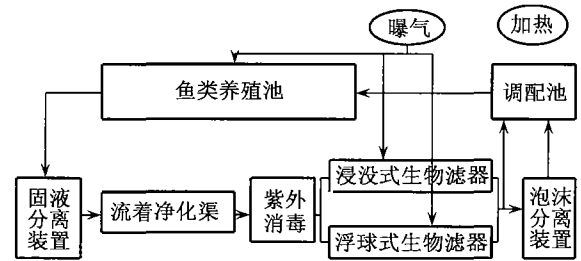 曝气
加热
鱼类养殖池
调配池
固液
分离
装置
流着净化渠
紫外
消毒
浸没式生物滤器
浮球式生物滤器
泡沫
分离
装置